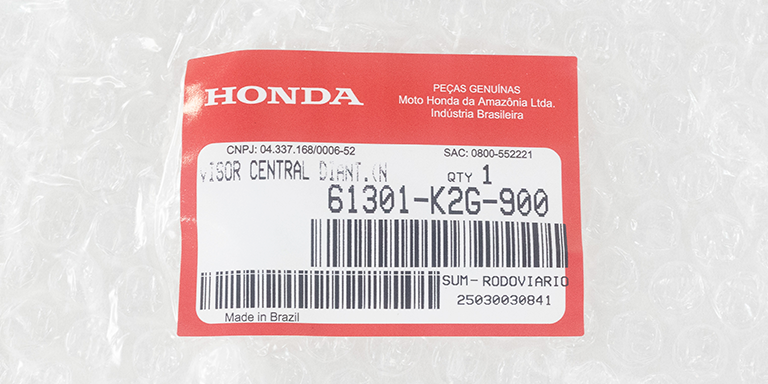 HONDA
PEÇAS GENUÍNAS
Moto Honda da Amazônia Ltda.
Indústria Brasileira
CNPJ: 04.337.168/0006-52
SAC: 0800-552221
VISOR CENTRAL DIANT.(N
QTY 1
61301-K2G-900
SUM-RODOVIARIO
25030030841
Made in Brazil